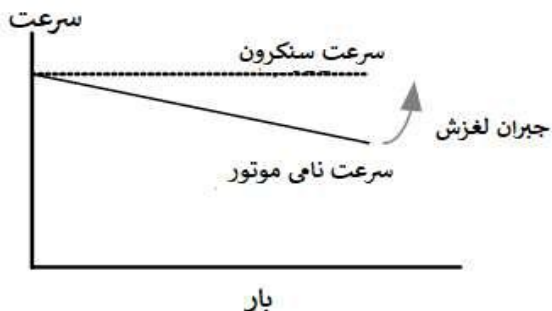 سرعت
سرعت سنکرون
جبران لغزش
سرعت نامی موتور
بار